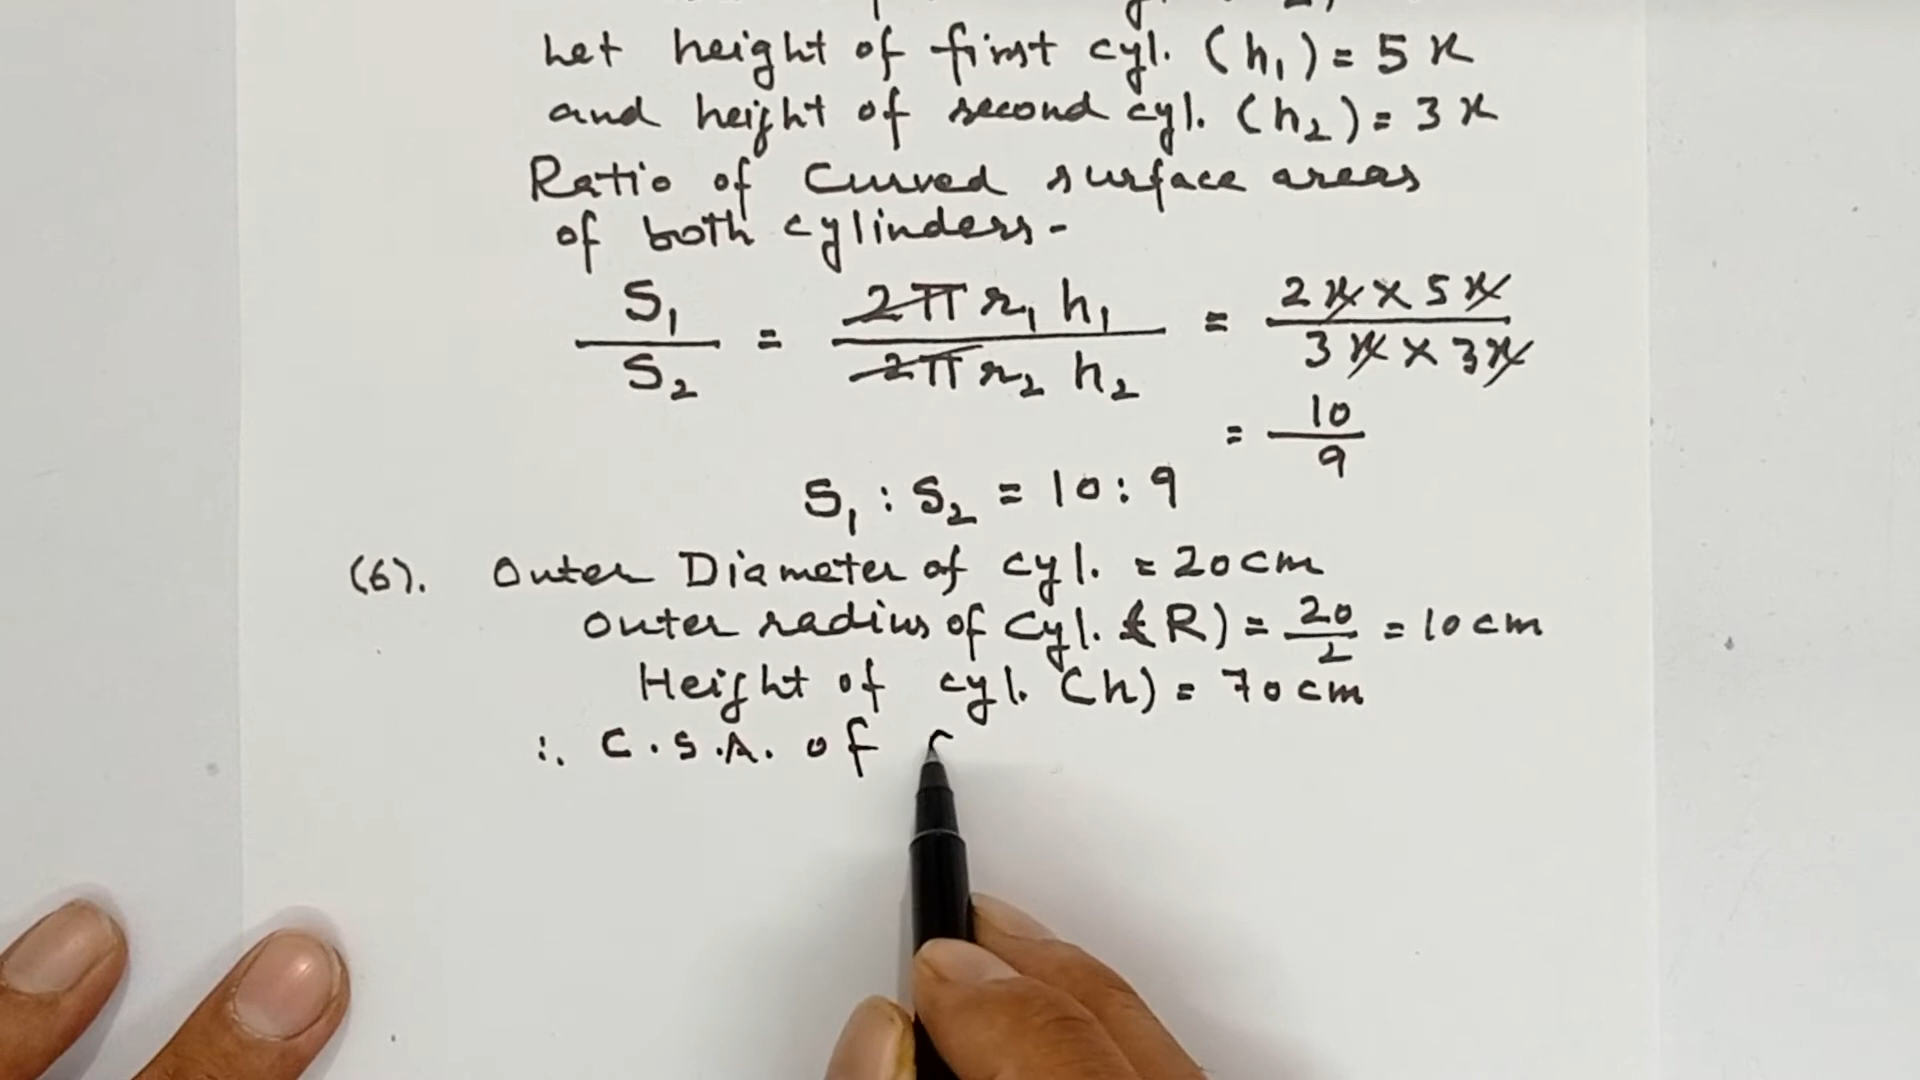 Let height of first cyl. (h₁) = 5x
and height of second cyl. (h₂) = 3x
Ratio of Curved surface areas
of both cylinders-
S₁/S₂ = 2πr₁h₁/2πr₂h₂ = 2x × 5x/3x × 3x
= 10/9
S₁ : S₂ = 10 : 9
(6). Outer Diameter of cyl. = 20cm
Outer radius of Cyl. (R) = 20/2 = 10cm
Height of cyl. (h) = 70cm
∴ C.S.A. of